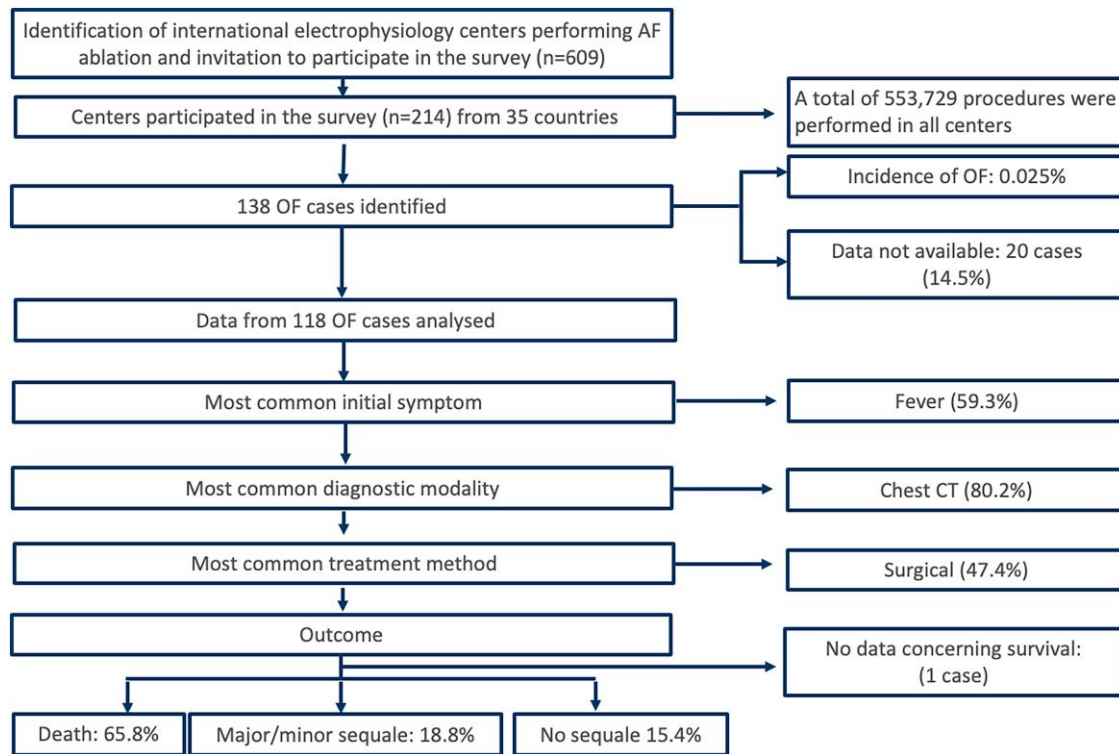 Identification of international electrophysiology centers performing AF
ablation and invitation to participate in the survey (n=609)
Centers participated in the survey (n=214) from 35 countries
A total of 553,729 procedures were
performed in all centers
138 OF cases identified
Incidence of OF: 0.025%
Data not available: 20 cases
(14.5%)
Data from 118 OF cases analysed
Most common initial symptom
Fever (59.3%)
Most common diagnostic modality
Chest CT (80.2%)
Most common treatment method
Surgical (47.4%)
Outcome
No data concerning survival:
(1 case)
Death: 65.8%
Major/minor sequale: 18.8%
No sequale 15.4%